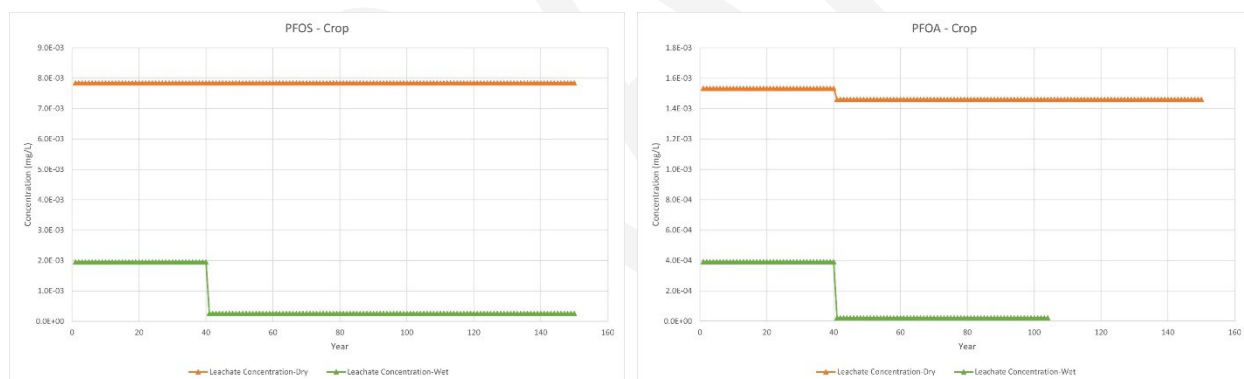 PFOS - Crop
9.0E-03
8.0E-03
7.0E-03
6.0E-03
5.0E-03
4.0E-03
3.0E-03
2.0E-03
1.0E-03
0.0E+00
Concentration (mg/L)
0 20 40 60 80 100 120 140 160
Year
Leachate Concentration-Dry Leachate Concentration-Wet
PFOA - Crop
1.8E-03
1.6E-03
1.4E-03
1.2E-03
1.0E-03
8.0E-04
6.0E-04
4.0E-04
2.0E-04
0.0E+00
Concentration (mg/L)
0 20 40 60 80 100 120 140 160
Year
Leachate Concentration-Dry Leachate Concentration-Wet